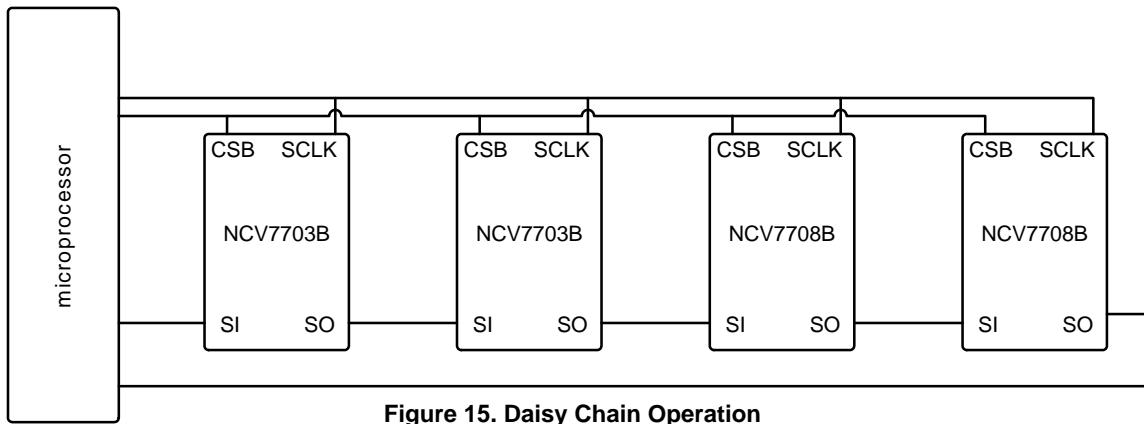 microprocessor
CSB SCLK
NCV7703B
SI SO
CSB SCLK
NCV7703B
SI SO
CSB SCLK
NCV7708B
SI SO
CSB SCLK
NCV7708B
SI SO
Figure 15. Daisy Chain Operation